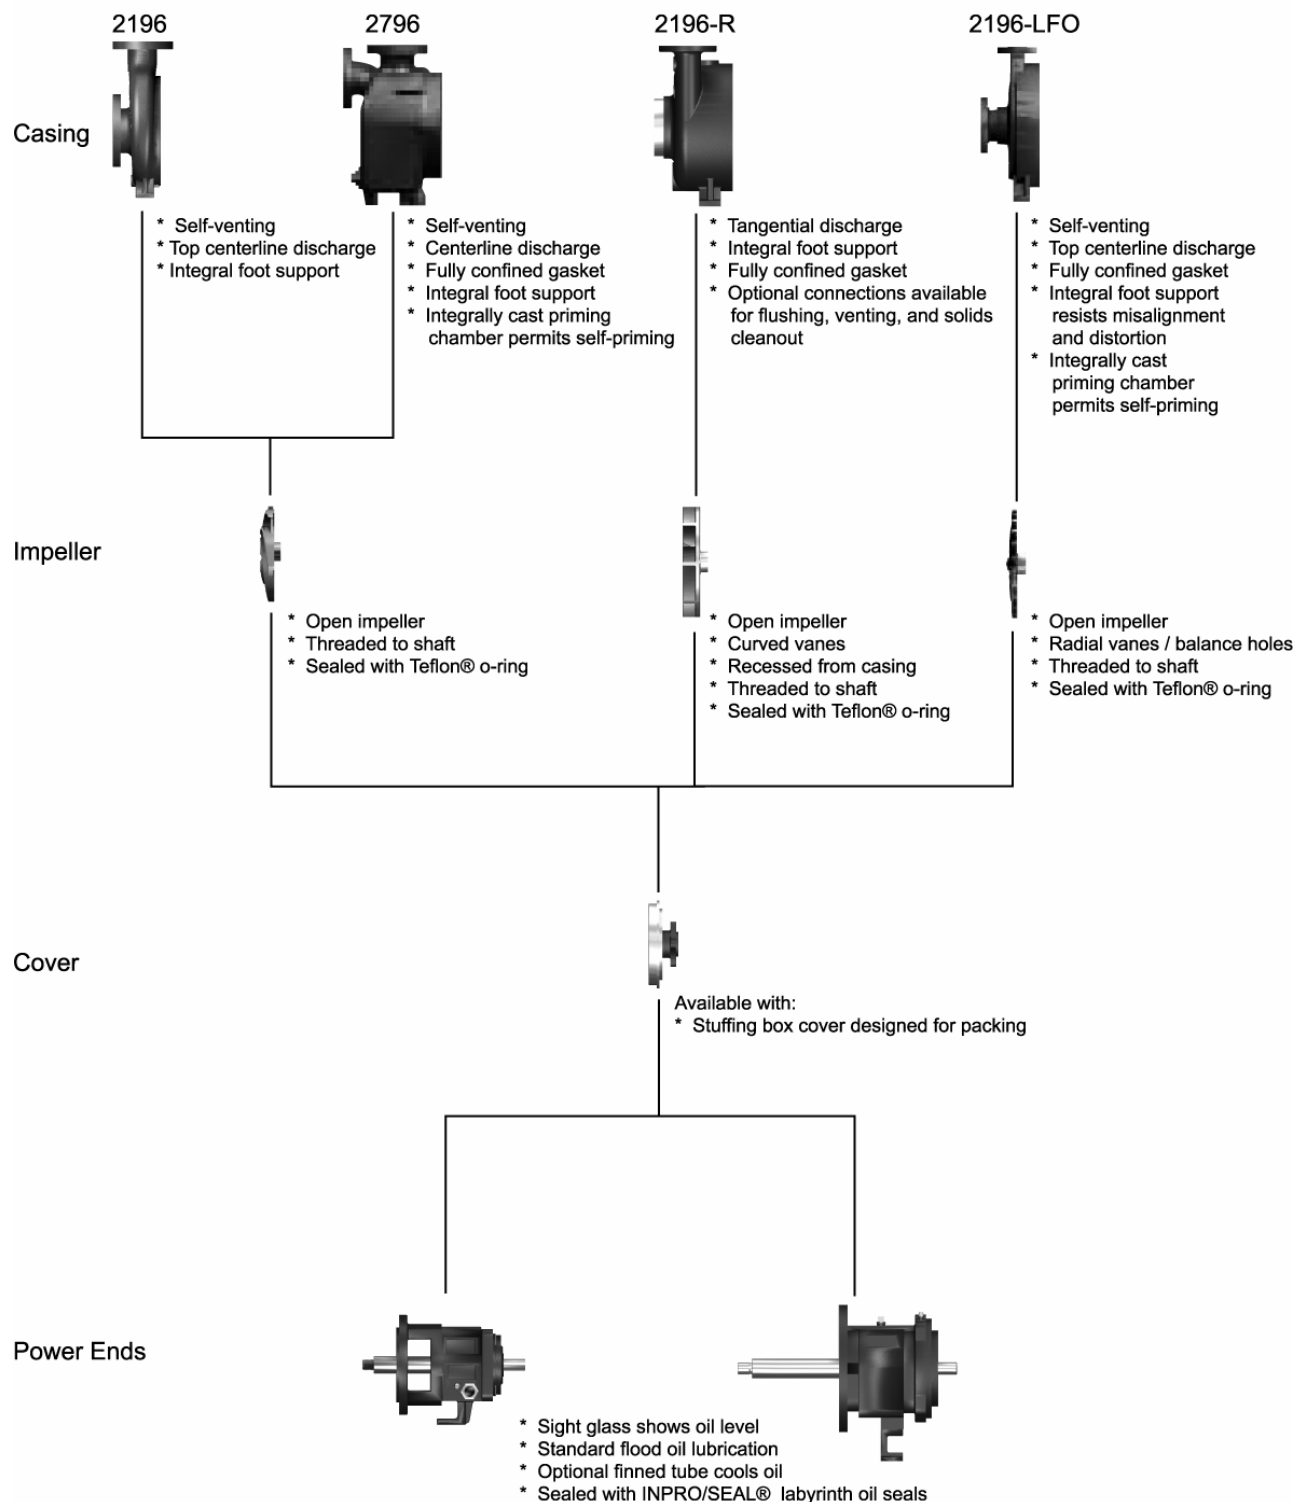 2196
2796
2196-R
2196-LFO
Casing
* Self-venting
* Top centerline discharge
* Integral foot support
* Self-venting
* Centerline discharge
* Fully confined gasket
* Integral foot support
* Integrally cast priming
chamber permits self-priming
* Tangential discharge
* Integral foot support
* Fully confined gasket
* Optional connections available
for flushing, venting, and solids
cleanout
* Self-venting
* Top centerline discharge
* Fully confined gasket
* Integral foot support
resists misalignment
and distortion
* Integrally cast
priming chamber
permits self-priming
Impeller
* Open impeller
* Threaded to shaft
* Sealed with Teflon® o-ring
* Open impeller
* Curved vanes
* Recessed from casing
* Threaded to shaft
* Sealed with Teflon® o-ring
* Open impeller
* Radial vanes / balance holes
* Threaded to shaft
* Sealed with Teflon® o-ring
Cover
Available with:
* Stuffing box cover designed for packing
Power Ends
* Sight glass shows oil level
* Standard flood oil lubrication
* Optional finned tube cools oil
* Sealed with INPRO/SEAL® labyrinth oil seals